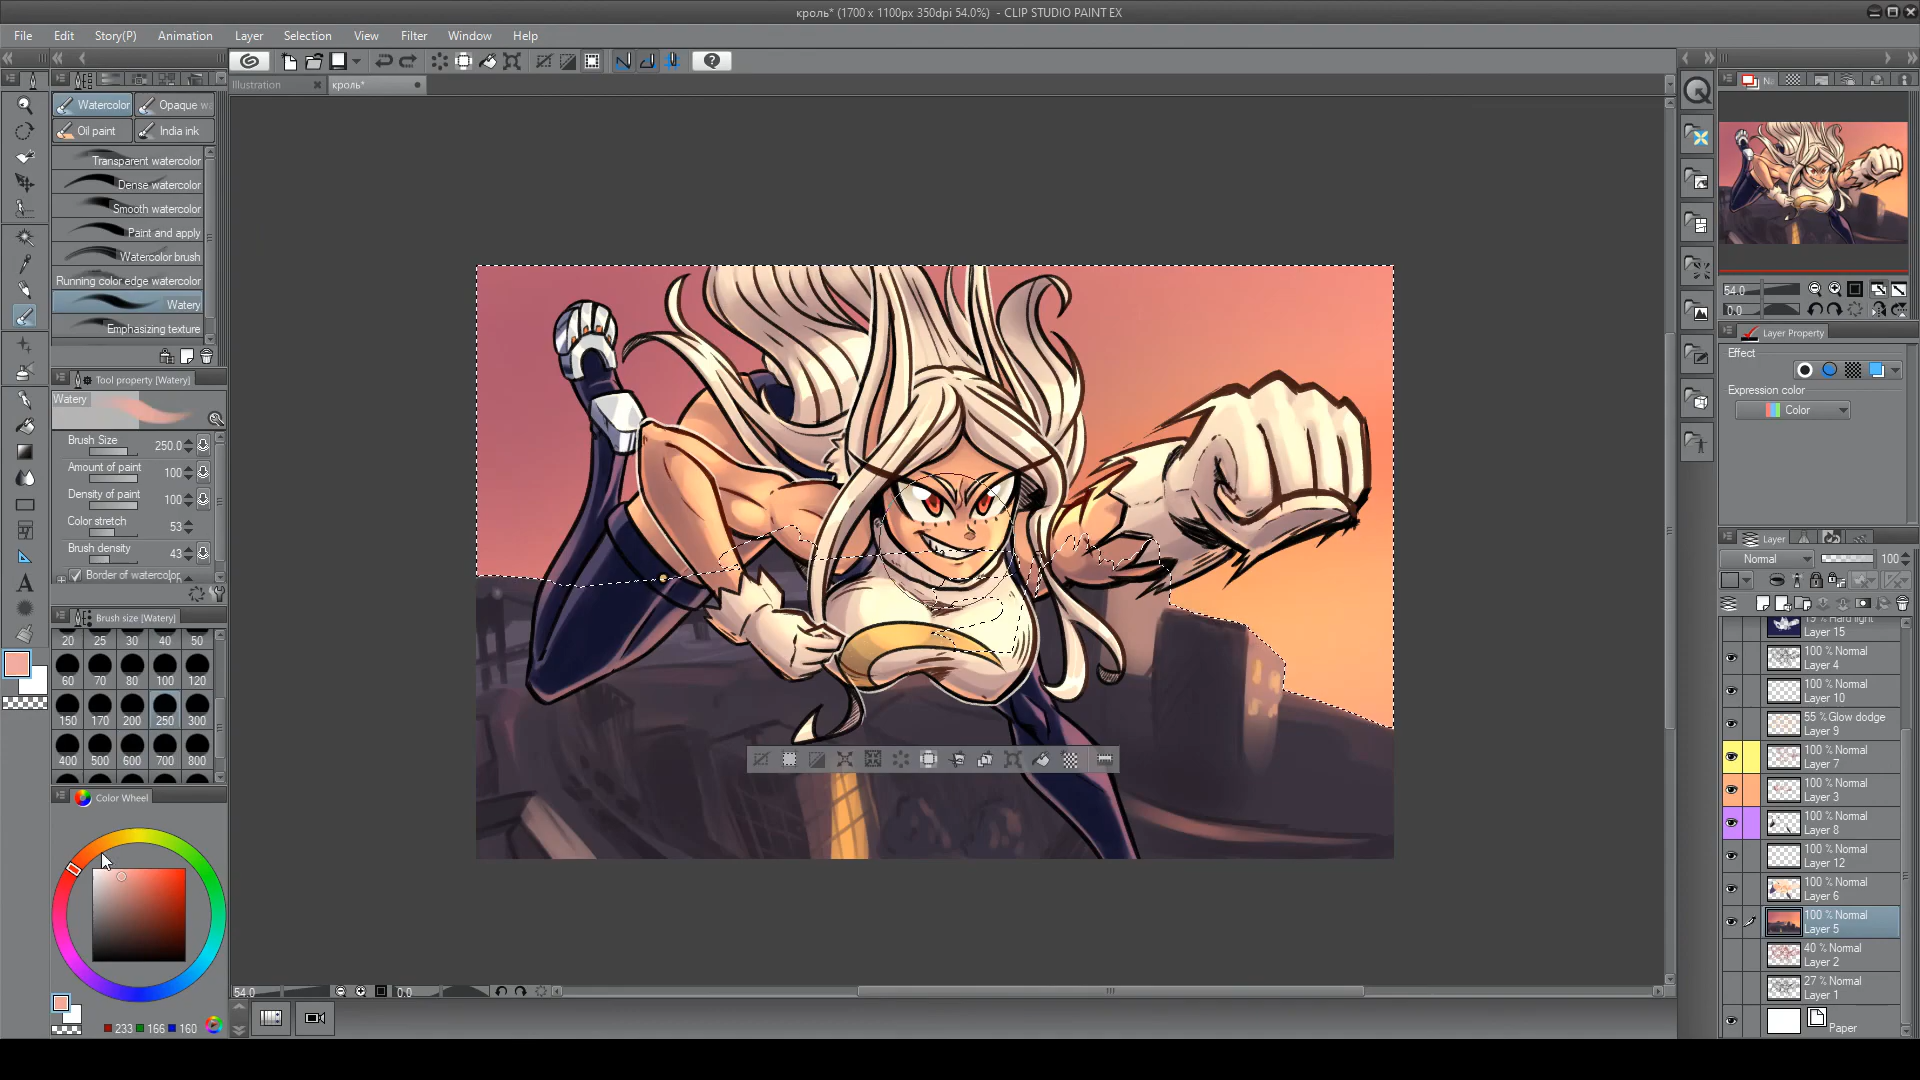 кроль* (1700 x 1100px 350dpi 54.0%) - CLIP STUDIO PAINT EX
File Edit Story(P) Animation Layer Selection View Filter Window Help
Illustration кроль*
Watercolor Opaque
Oil paint India ink
Transparent watercolor
Dense watercolor
Smooth watercolor
Paint and apply
Watercolor brush
Running color edge watercolor
Watery
Emphasizing texture
Tool property [Watery]
Watery
Brush Size 250.0
Amount of paint 100
Density of paint 100
Color stretch 53
Brush density 43
Border of watercolor
Brush size [Watery]
20 25 30 40 50
60 70 80 100 120
150 170 200 250 300
400 500 600 700 800
Color Wheel
233 166 160
54.0 0.0
54.0
0.0
Layer Property
Effect
Expression color
Color
Layer
Normal 100
19 % Hard light
Layer 15
100 % Normal
Layer 4
100 % Normal
Layer 10
55 % Glow dodge
Layer 9
100 % Normal
Layer 7
100 % Normal
Layer 3
100 % Normal
Layer 8
100 % Normal
Layer 12
100 % Normal
Layer 6
100 % Normal
Layer 5
40 % Normal
Layer 2
27 % Normal
Layer 1
Paper